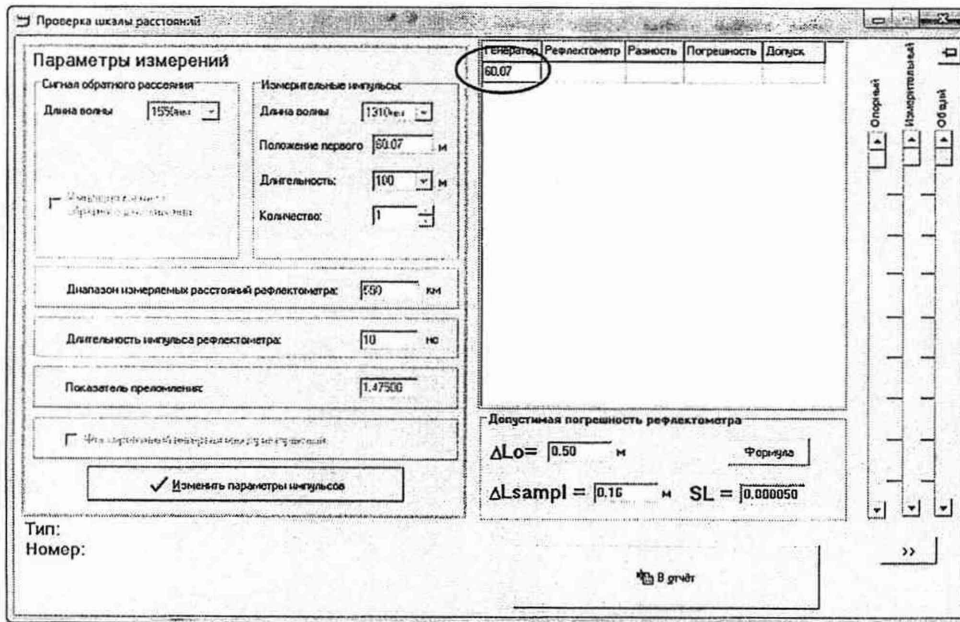 Проверка шкалы расстояний
Параметры измерений
Сигнал обратного рассеяния
Длина волны 1550нм
Измерительные импульсы:
Длина волны 1310нм
Положение первого 60.07 м
Длительность: 100 м
Количество: 1
Диапазон измеряемых расстояний рефлектометра: км
Длительность импульса рефлектометра: 10 нс
Показатель преломления: 1.47500
Изменить параметры импульсов
Генератор Рефлектометр Разность Погрешность Допуск
60.07
Опорный
Измерительный
Общий
Допустимая погрешность рефлектометра
ΔLo= 0.50 м Формула
ΔLsampl = 0.16 м SL = 0.000050
Тип:
Номер:
>>
В отчёт